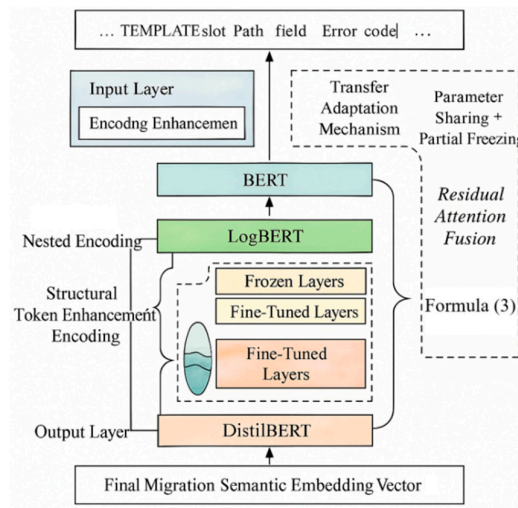 ... TEMPLATE slot Path field Error code| ...
Input Layer
Encodng Enhancemen
Transfer
Adaptation
Mechanism
Parameter
Sharing +
Partial Freezing
BERT
Residual
Attention
Fusion
Nested Encoding
LogBERT
Structural
Token Enhancement
Encoding
Frozen Layers
Fine-Tuned Layers
Formula (3)
Fine-Tuned
Layers
Output Layer
DistilBERT
Final Migration Semantic Embedding Vector